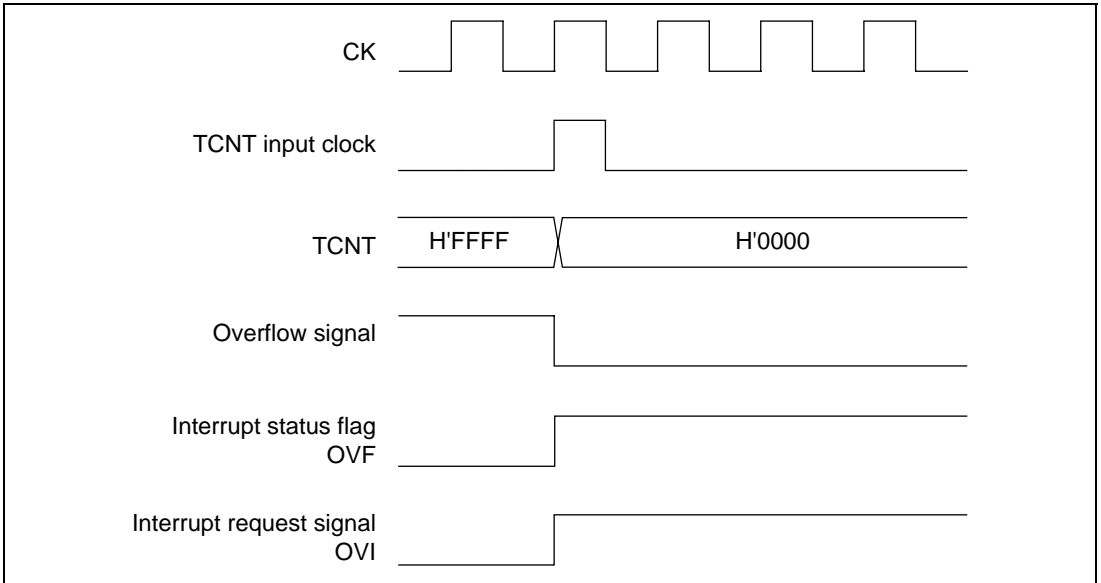 CK
TCNT input clock
TCNT
H'FFFF
H'0000
Overflow signal
Interrupt status flag
OVF
Interrupt request signal
OVI